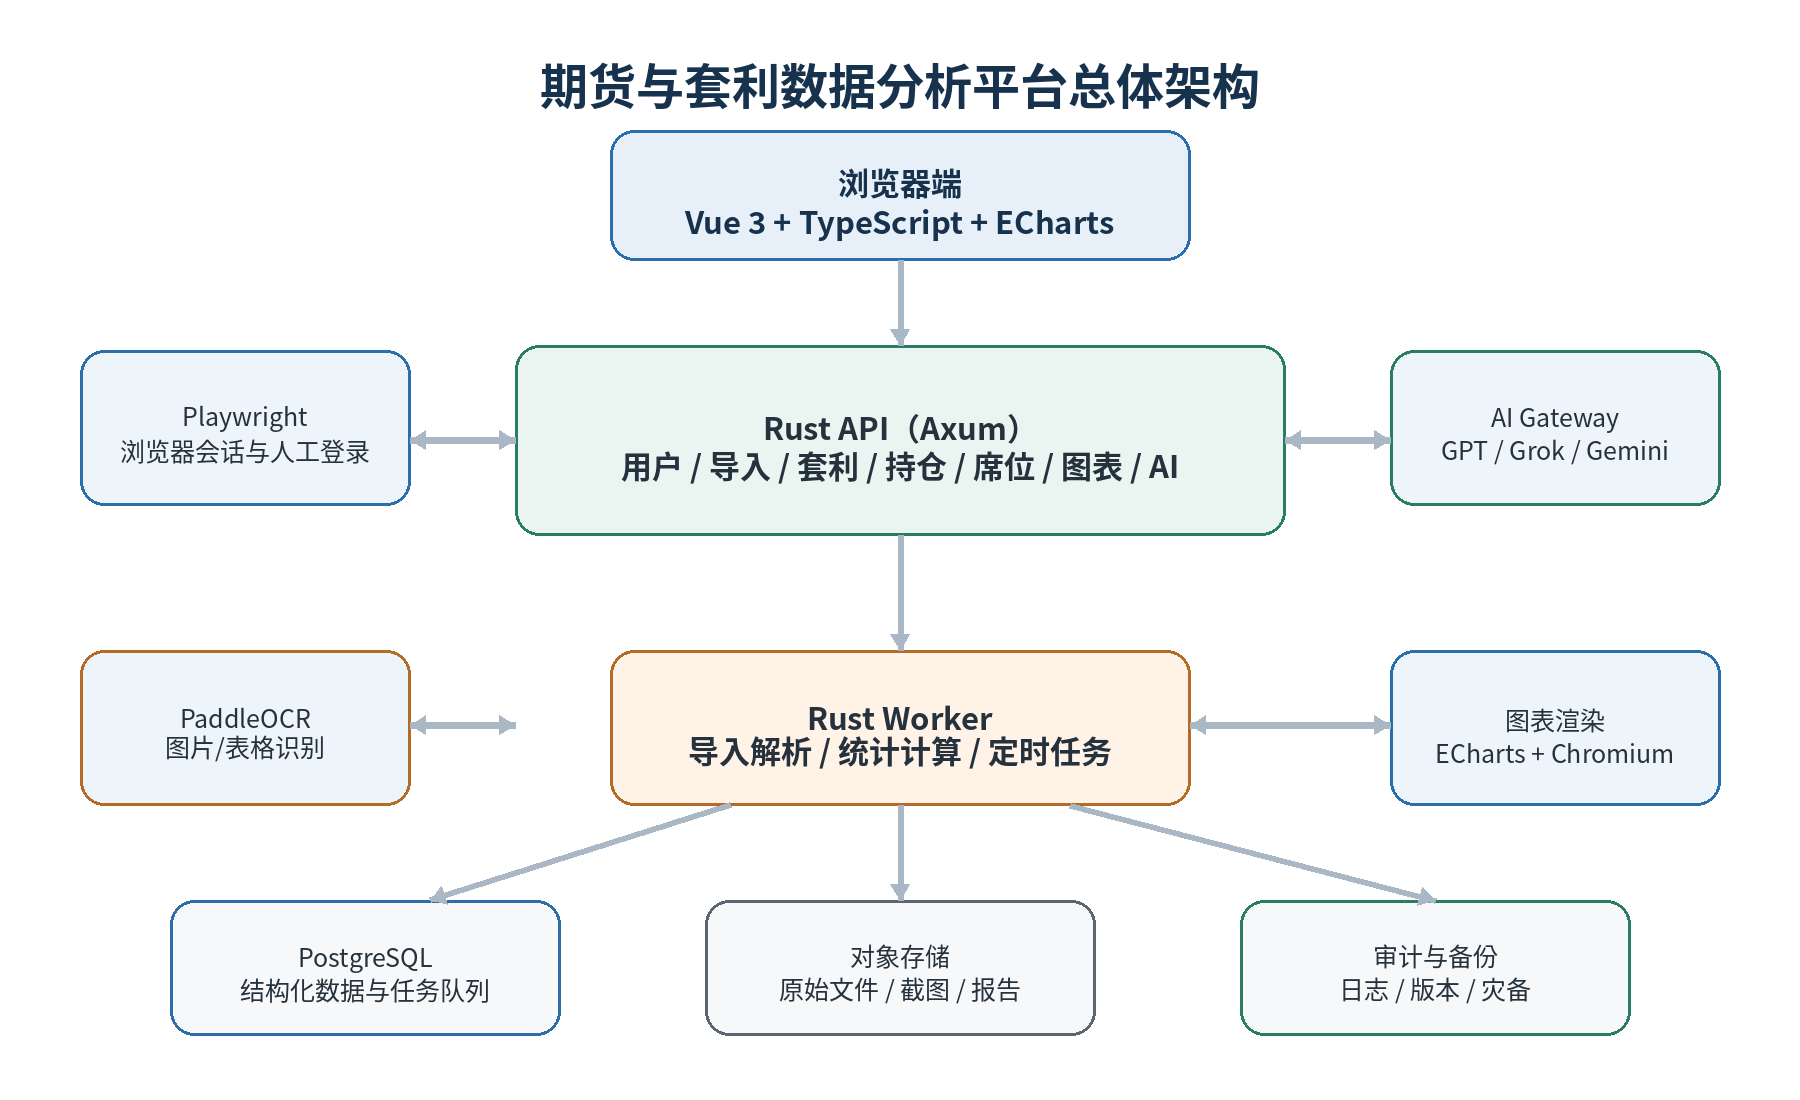 期货与套利数据分析平台总体架构
浏览器端
Vue 3 + TypeScript + ECharts
Playwright
浏览器会话与人工登录
Rust API（Axum）
用户 / 导入 / 套利 / 持仓 / 席位 / 图表 / AI
AI Gateway
GPT / Grok / Gemini
PaddleOCR
图片/表格识别
Rust Worker
导入解析 / 统计计算 / 定时任务
图表渲染
ECharts + Chromium
PostgreSQL
结构化数据与任务队列
对象存储
原始文件 / 截图 / 报告
审计与备份
日志 / 版本 / 灾备